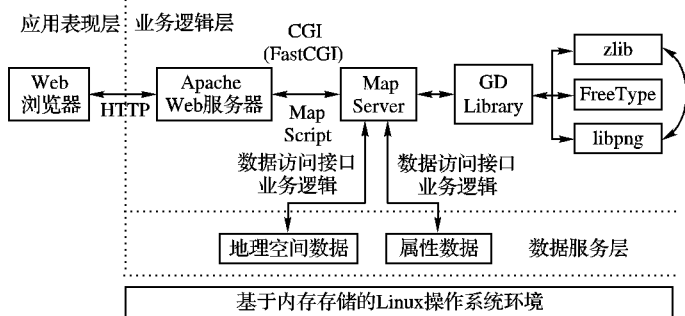 应用表现层
业务逻辑层
CGI
(FastCGI)
zlib
Web
浏览器
HTTP
Apache
Web服务器
Map
Server
GD
Library
FreeType
Map
Script
libpng
数据访问接口
业务逻辑
数据访问接口
业务逻辑
地理空间数据
属性数据
数据服务层
基于内存存储的Linux操作系统环境